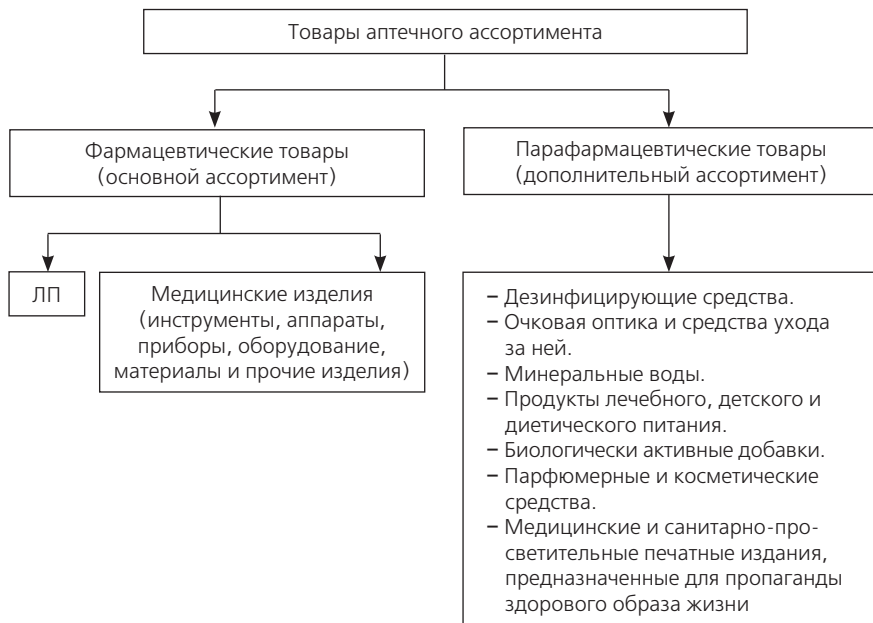 Товары аптечного ассортимента
Фармацевтические товары
(основной ассортимент)
Парафармацевтические товары
(дополнительный ассортимент)
ЛП
Медицинские изделия
(инструменты, аппараты,
приборы, оборудование,
материалы и прочие изделия)
– Дезинфицирующие средства.
– Очковая оптика и средства ухода
за ней.
– Минеральные воды.
– Продукты лечебного, детского и
диетического питания.
– Биологически активные добавки.
– Парфюмерные и косметические
средства.
– Медицинские и санитарно-про-
светительные печатные издания,
предназначенные для пропаганды
здорового образа жизни